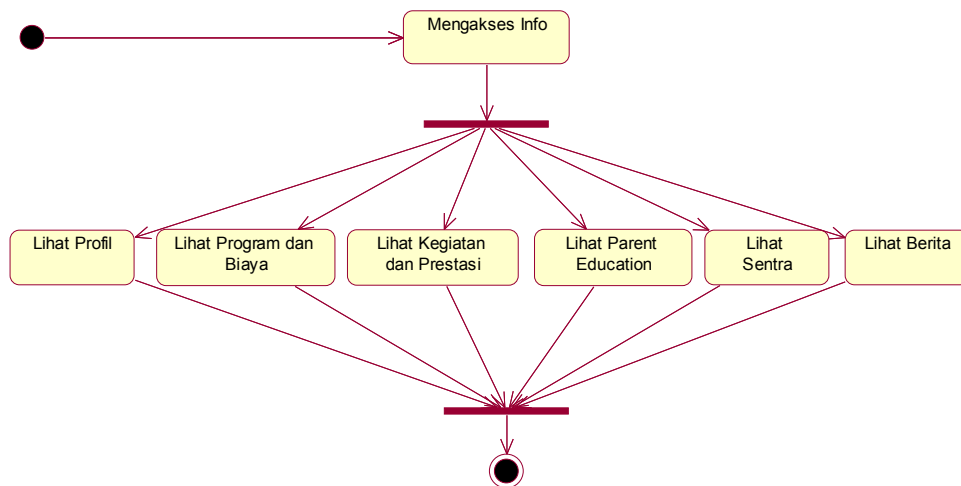 Mengakses Info
Lihat Profil
Lihat Program dan
Biaya
Lihat Kegiatan
dan Prestasi
Lihat Parent
Education
Lihat
Sentra
Lihat Berita